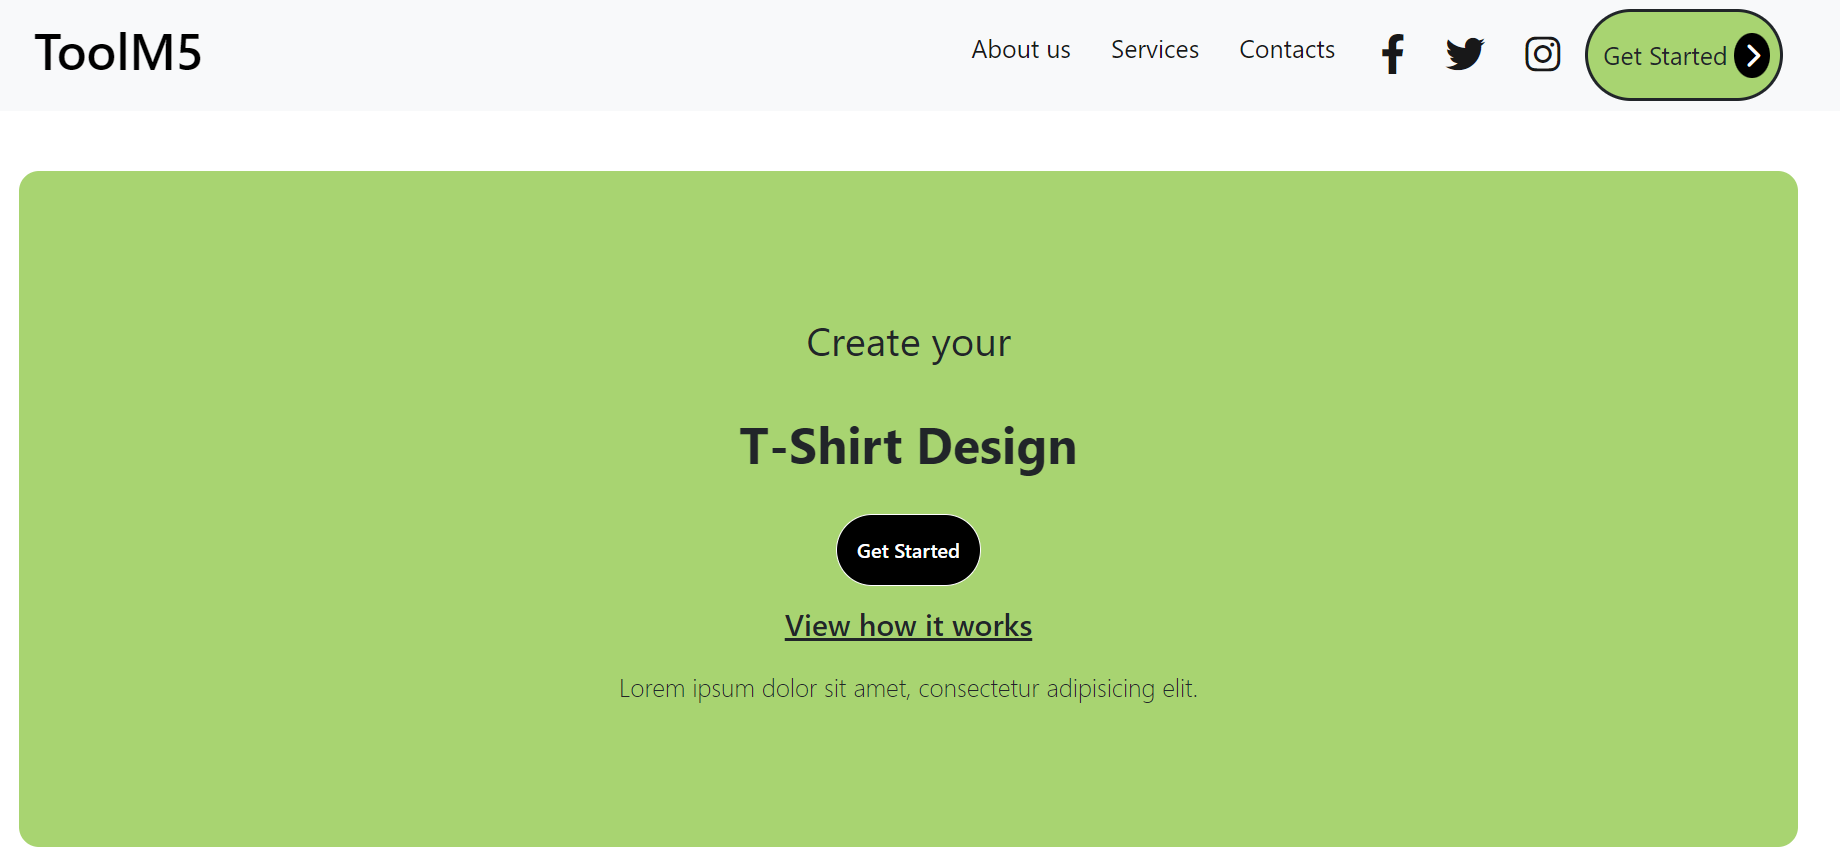 ToolM5
About us Services Contacts Get Started
Create your
T-Shirt Design
Get Started
View how it works
Lorem ipsum dolor sit amet, consectetur adipisicing elit.